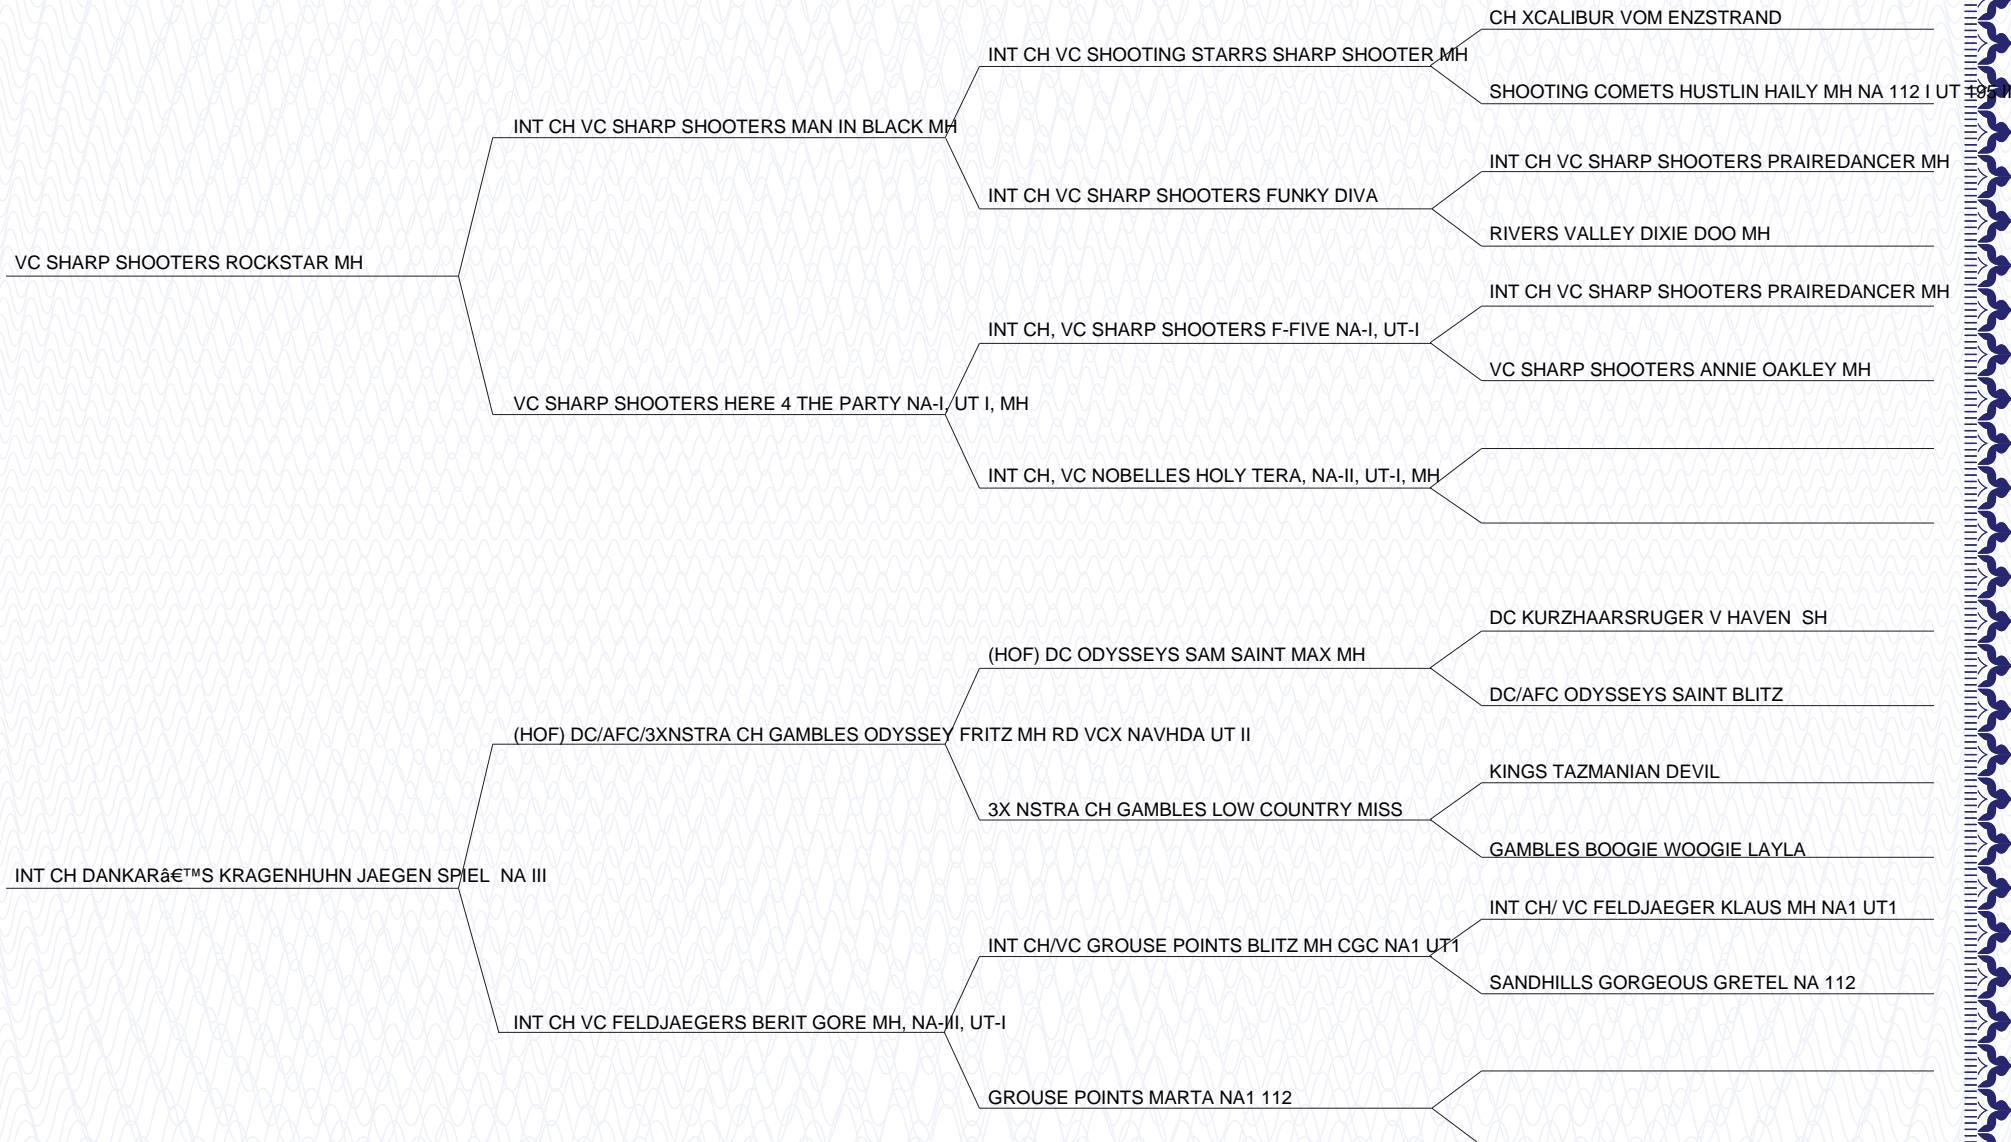 CH XCALIBUR VOM ENZSTRAND
INT CH VC SHOOTING STARRS SHARP SHOOTER MH
SHOOTING COMETS HUSTLIN HAILY MH NA 112 I UT 195
INT CH VC SHARP SHOOTERS MAN IN BLACK MH
INT CH VC SHARP SHOOTERS PRAIREDANCER MH
INT CH VC SHARP SHOOTERS FUNKY DIVA
RIVERS VALLEY DIXIE DOO MH
VC SHARP SHOOTERS ROCKSTAR MH
INT CH VC SHARP SHOOTERS PRAIREDANCER MH
INT CH, VC SHARP SHOOTERS F-FIVE NA-I, UT-I
VC SHARP SHOOTERS ANNIE OAKLEY MH
VC SHARP SHOOTERS HERE 4 THE PARTY NA-I, UT I, MH
INT CH, VC NOBELLES HOLY TERA, NA-II, UT-I, MH
DC KURZHAARSRUGER V HAVEN  SH
(HOF) DC ODYSSEYS SAM SAINT MAX MH
DC/AFC ODYSSEYS SAINT BLITZ
(HOF) DC/AFC/3XNSTRA CH GAMBLES ODYSSEY FRITZ MH RD VCX NAVHDA UT II
KINGS TAZMANIAN DEVIL
3X NSTRA CH GAMBLES LOW COUNTRY MISS
GAMBLES BOOGIE WOOGIE LAYLA
INT CH DANKARâ€™S KRAGENHUHN JAEGEN SPIEL  NA III
INT CH/ VC FELDJAEGER KLAUS MH NA1 UT1
INT CH/VC GROUSE POINTS BLITZ MH CGC NA1 UT1
SANDHILLS GORGEOUS GRETEL NA 112
INT CH VC FELDJAEGERS BERIT GORE MH, NA-III, UT-I
GROUSE POINTS MARTA NA1 112